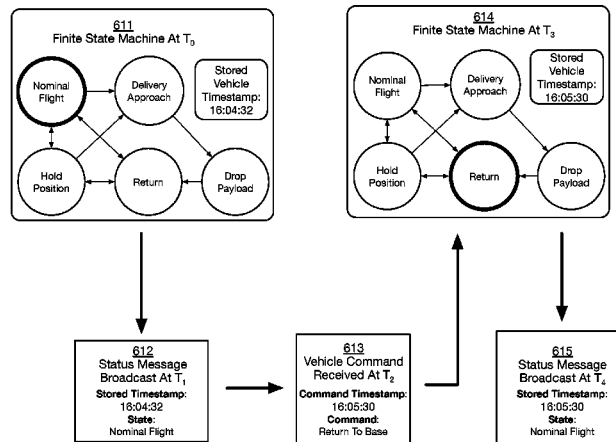 611
Finite State Machine At T0
Nominal
Flight
Delivery
Approach
Stored
Vehicle
Timestamp:
16:04:32
Hold
Position
Return
Drop
Payload
614
Finite State Machine At T3
Nominal
Flight
Delivery
Approach
Stored
Vehicle
Timestamp:
16:05:30
Hold
Position
Return
Drop
Payload
612
Status Message
Broadcast At T1
Stored Timestamp:
16:04:32
State:
Nominal Flight
613
Vehicle Command
Received At T2
Command Timestamp:
16:05:30
Command:
Return To Base
615
Status Message
Broadcast At T4
Stored Timestamp:
16:05:30
State:
Nominal Flight